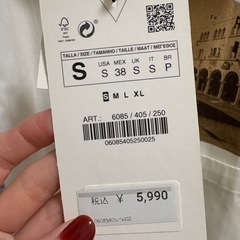 FSC
TALLA / SIZE / TAMANHO / TAILLE / MAAT / ΜΕΓΕΘΟΣ
S
USA MEX UK IT BR
S 38 S S P
S M L XL
ART.: 6085 / 405 / 250
06085405250025
税込 ¥ 5,990